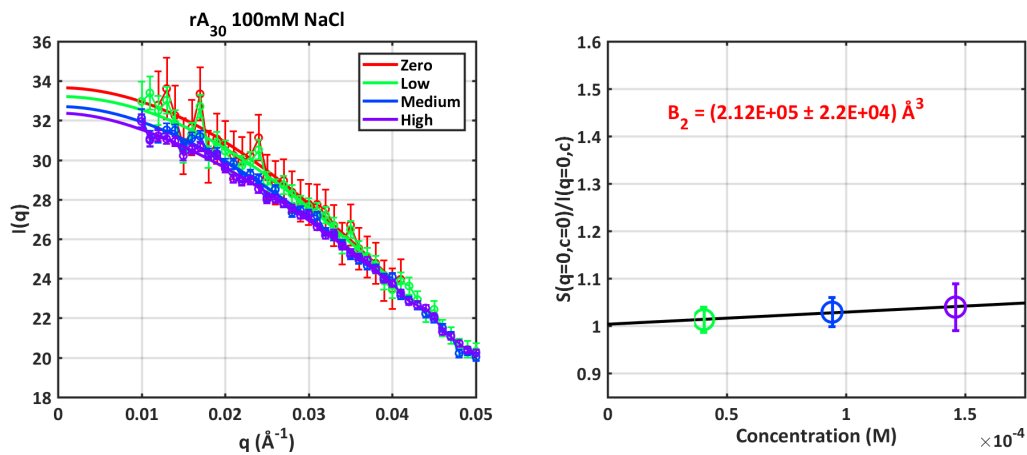 rA30 100mM NaCl
36
34
32
30
28
26
24
22
20
18
I(q)
Zero
Low
Medium
High
0
0.01
0.02
0.03
0.04
0.05
q (Å-1)
1.6
1.5
1.4
1.3
1.2
1.1
1
0.9
S(q=0,c=0)/I(q=0,c)
B2 = (2.12E+05 ± 2.2E+04) Å3
0
0.5
1
1.5
×10-4
Concentration (M)